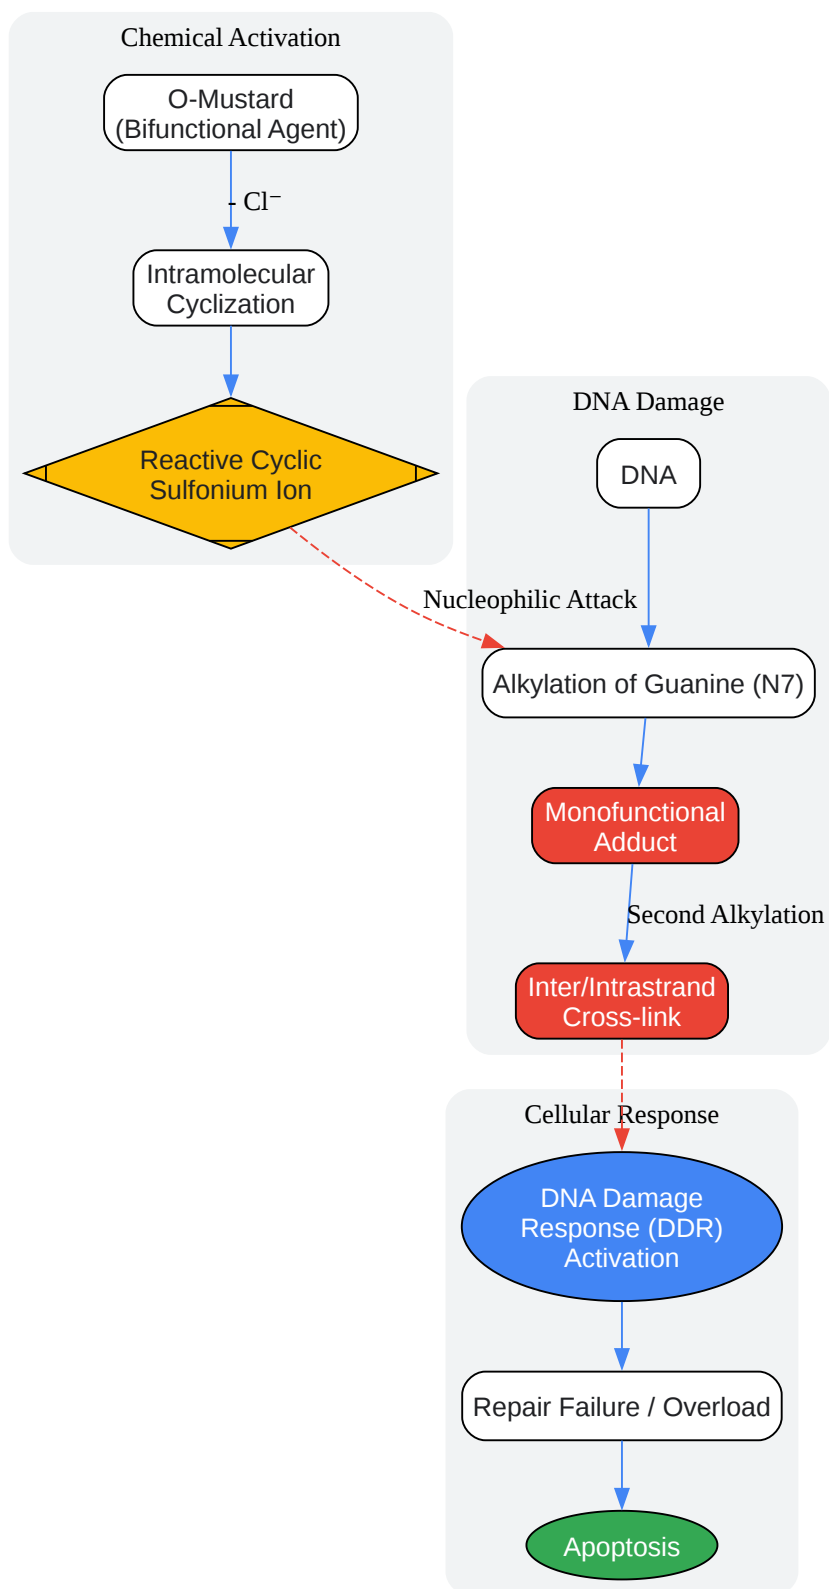 Chemical Activation
O-Mustard
(Bifunctional Agent)
- Cl⁻
Intramolecular
Cyclization
Reactive Cyclic
Sulfonium Ion
DNA Damage
DNA
Nucleophilic Attack
Alkylation of Guanine (N7)
Monofunctional
Adduct
Second Alkylation
Inter/Intrastrand
Cross-link
Cellular Response
DNA Damage
Response (DDR)
Activation
Repair Failure / Overload
Apoptosis